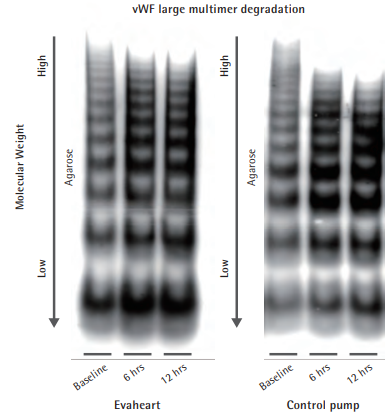 vWF large multimer degradation
Molecular Weight
High
Agarose
Low
High
Agarose
Low
Baseline
6 hrs
12 hrs
Baseline
6 hrs
12 hrs
Evaheart
Control pump